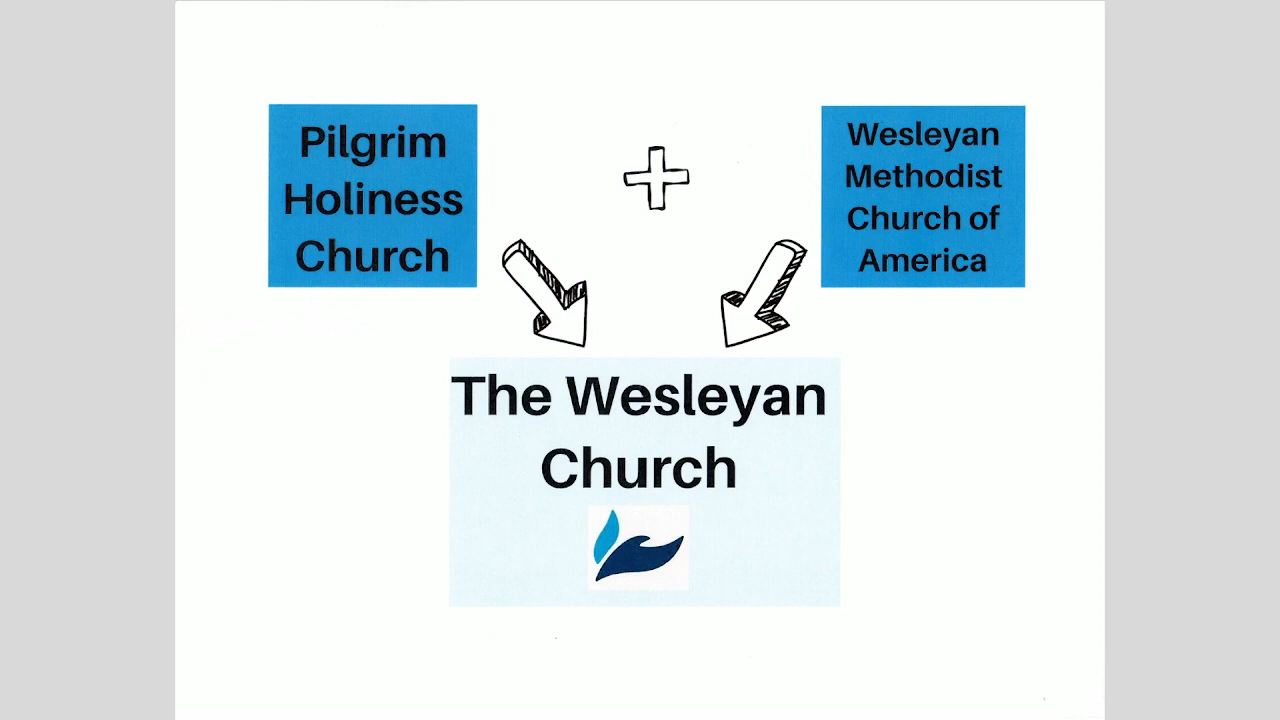 Pilgrim
Holiness
Church
Wesleyan
Methodist
Church of
America
The Wesleyan
Church